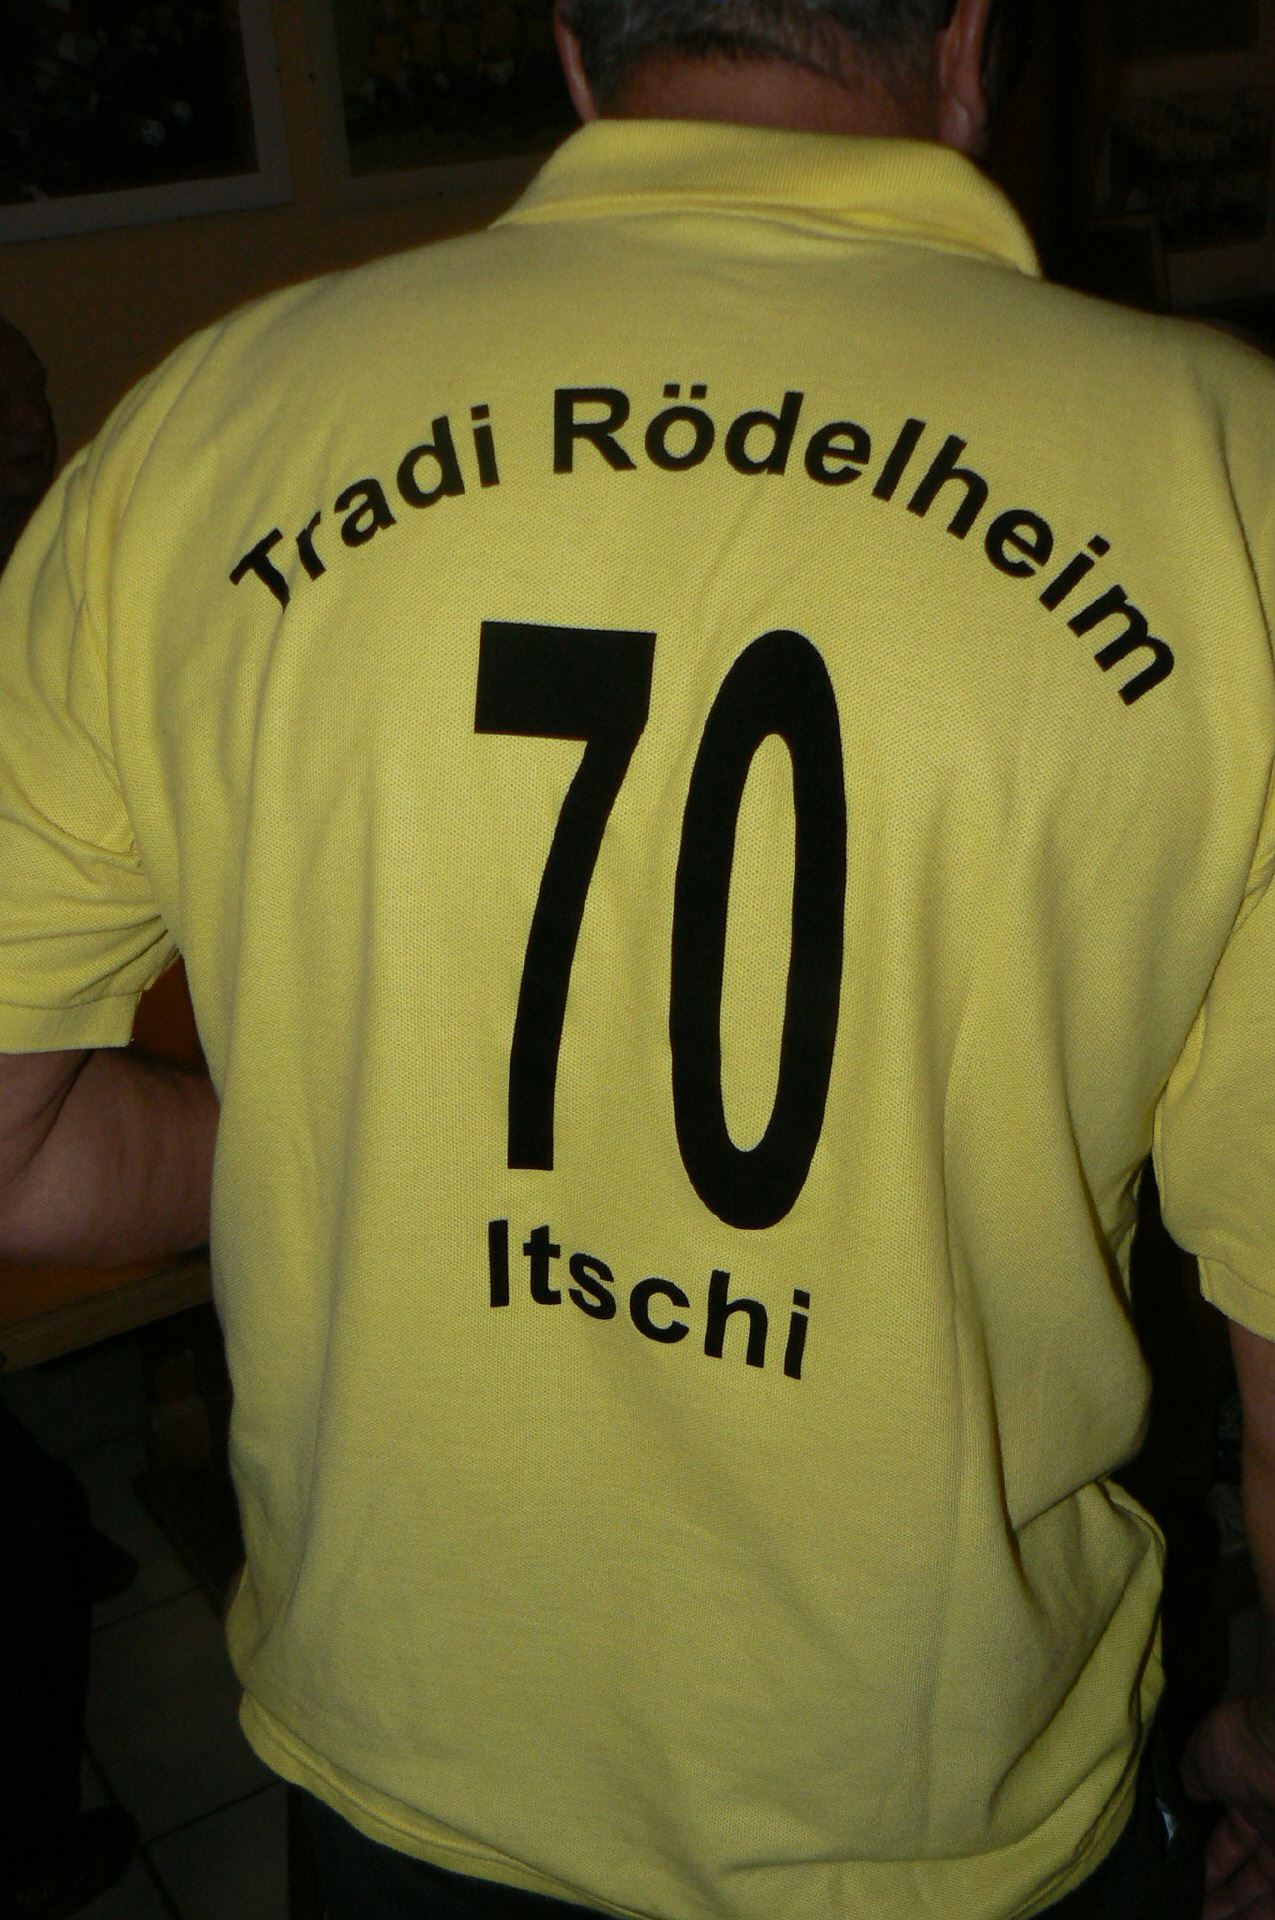 Tradi Rödelheim
70
Itschi